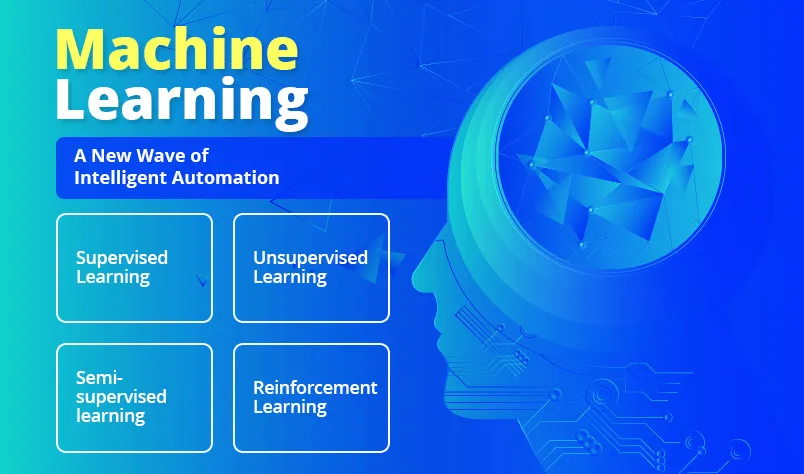 Machine
Learning
A New Wave of
Intelligent Automation
Supervised
Learning
Unsupervised
Learning
Semi-
supervised
learning
Reinforcement
Learning